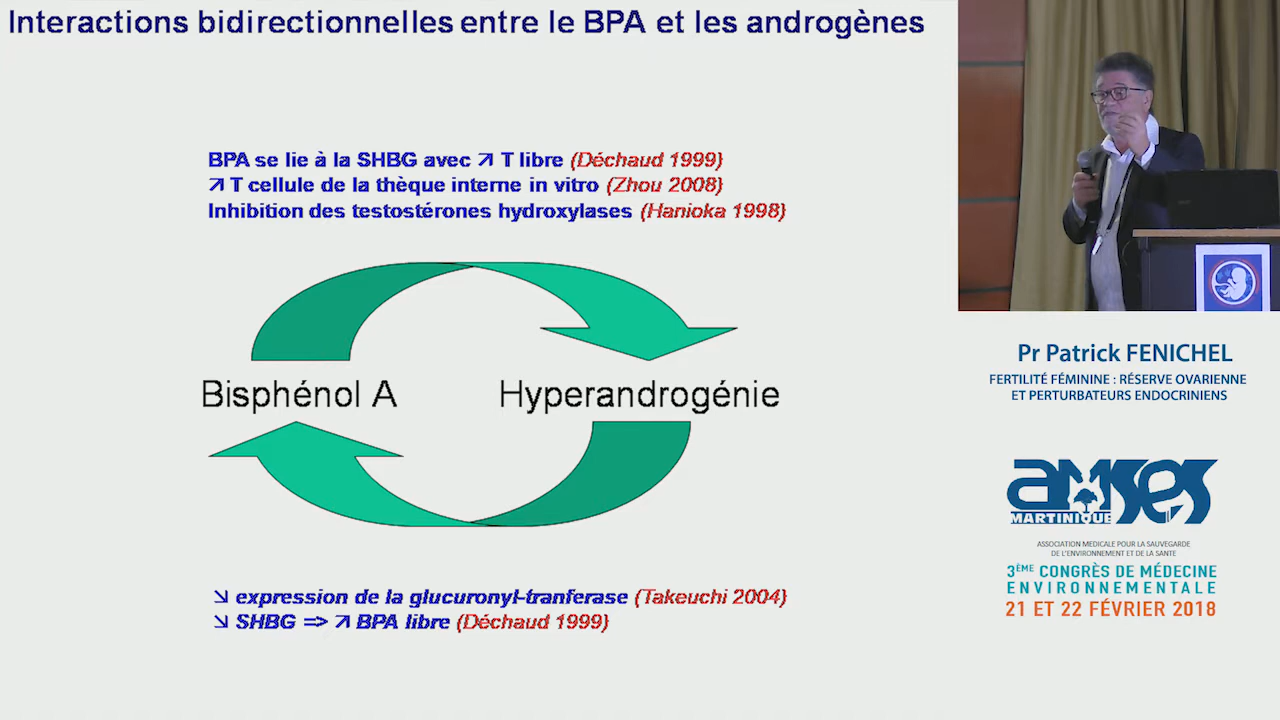 Interactions bidirectionnelles entre le BPA et les androgènes
BPA se lie à la SHBG avec ↗ T libre (Déchaud 1999)
↗ T cellule de la thèque interne in vitro (Zhou 2008)
Inhibition des testostérones hydroxylases (Hanioka 1998)
Bisphénol A
Hyperandrogénie
↘ expression de la glucuronyl-tranferase (Takeuchi 2004)
↘ SHBG => ↗ BPA libre (Déchaud 1999)
Pr Patrick FENICHEL
FERTILITÉ FÉMININE : RÉSERVE OVARIENNE
ET PERTURBATEURS ENDOCRINIENS
amses
MARTINIQUE
ASSOCIATION MEDICALE POUR LA SAUVEGARDE
DE L'ENVIRONNEMENT ET DE LA SANTE
3ÈME CONGRÈS DE MÉDECINE
ENVIRONNEMENTALE
21 ET 22 FÉVRIER 2018